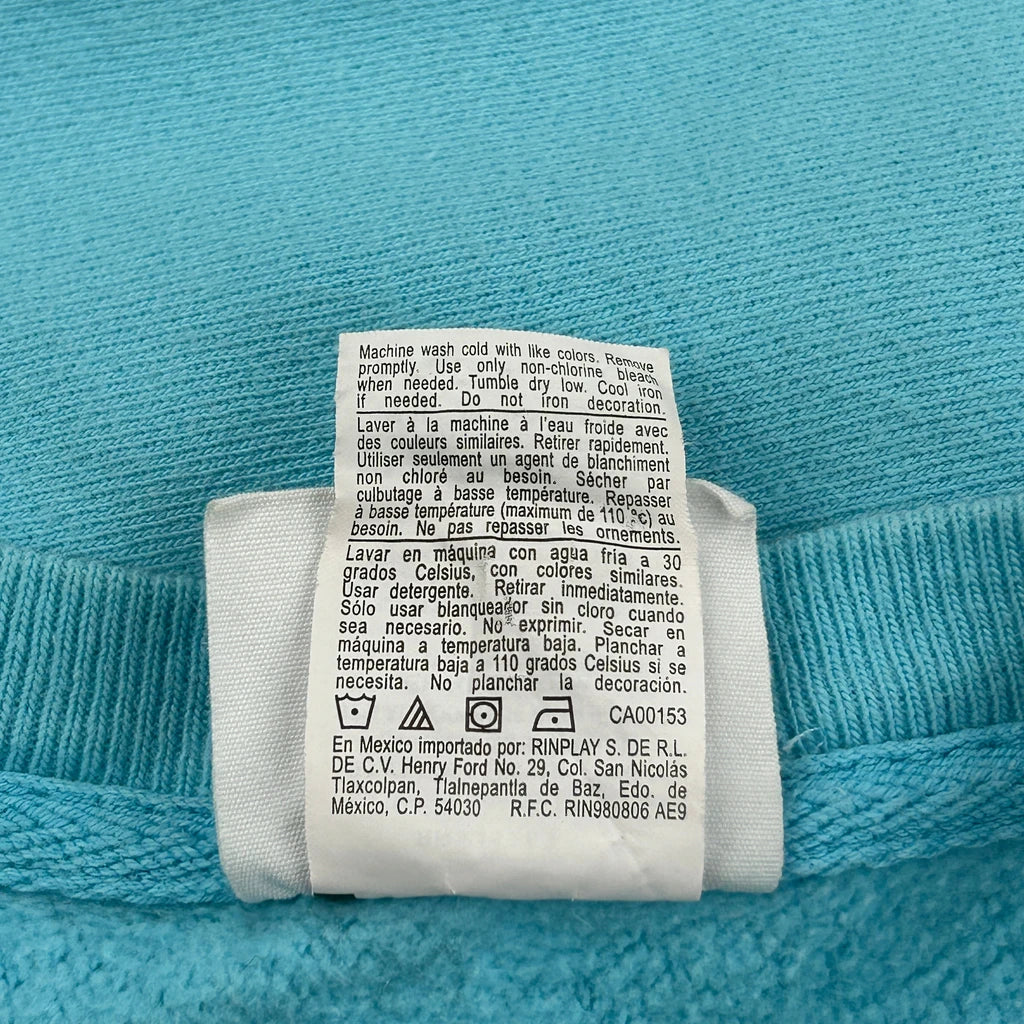 Machine wash cold with like colors. Remove
promptly. Use only non-chlorine bleach
when needed. Tumble dry low. Cool iron
if needed. Do not iron decoration.
Laver à la machine à l'eau froide avec
des couleurs similaires. Retirer rapidement.
Utiliser seulement un agent de blanchiment
non chloré au besoin. Sécher par
culbutage à basse température. Repasser
à basse température (maximum de 110 °c) au
besoin. Ne pas repasser les ornements.
Lavar en máquina con agua fria a 30
grados Celsius, con colores similares.
Usar detergente. Retirar inmediatamente.
Sólo usar blanqueador sin cloro cuando
sea necesario. No exprimir. Secar en
máquina a temperatura baja. Planchar a
temperatura baja a 110 grados Celsius si se
necesita. No planchar la decoración.
CA00153
En Mexico importado por: RINPLAY S. DE R.L.
DE C.V. Henry Ford No. 29, Col. San Nicolás
Tlaxcolpan, Tlalnepantla de Baz, Edo. de
México, C.P. 54030 R.F.C. RIN980806 AE9